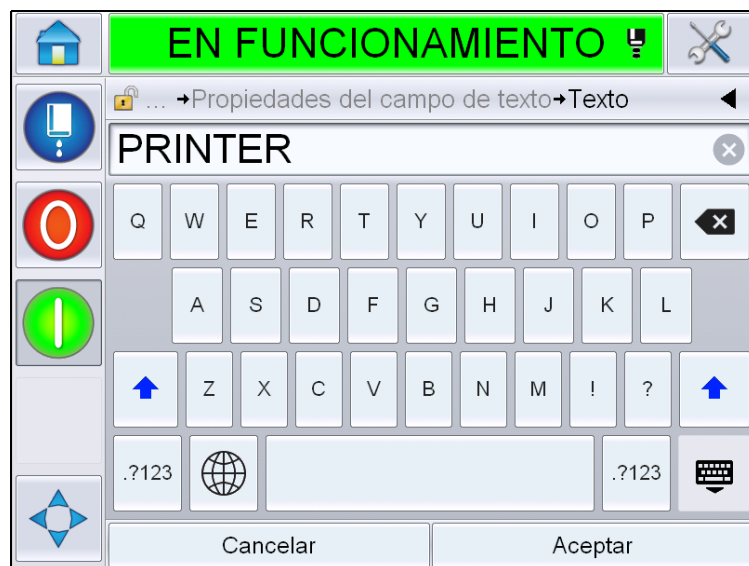 EN FUNCIONAMIENTO
... →Propiedades del campo de texto→Texto
PRINTER
Q W E R T Y U I O P
A S D F G H J K L
Z X C V B N M ! ?
.?123 .?123
Cancelar Aceptar